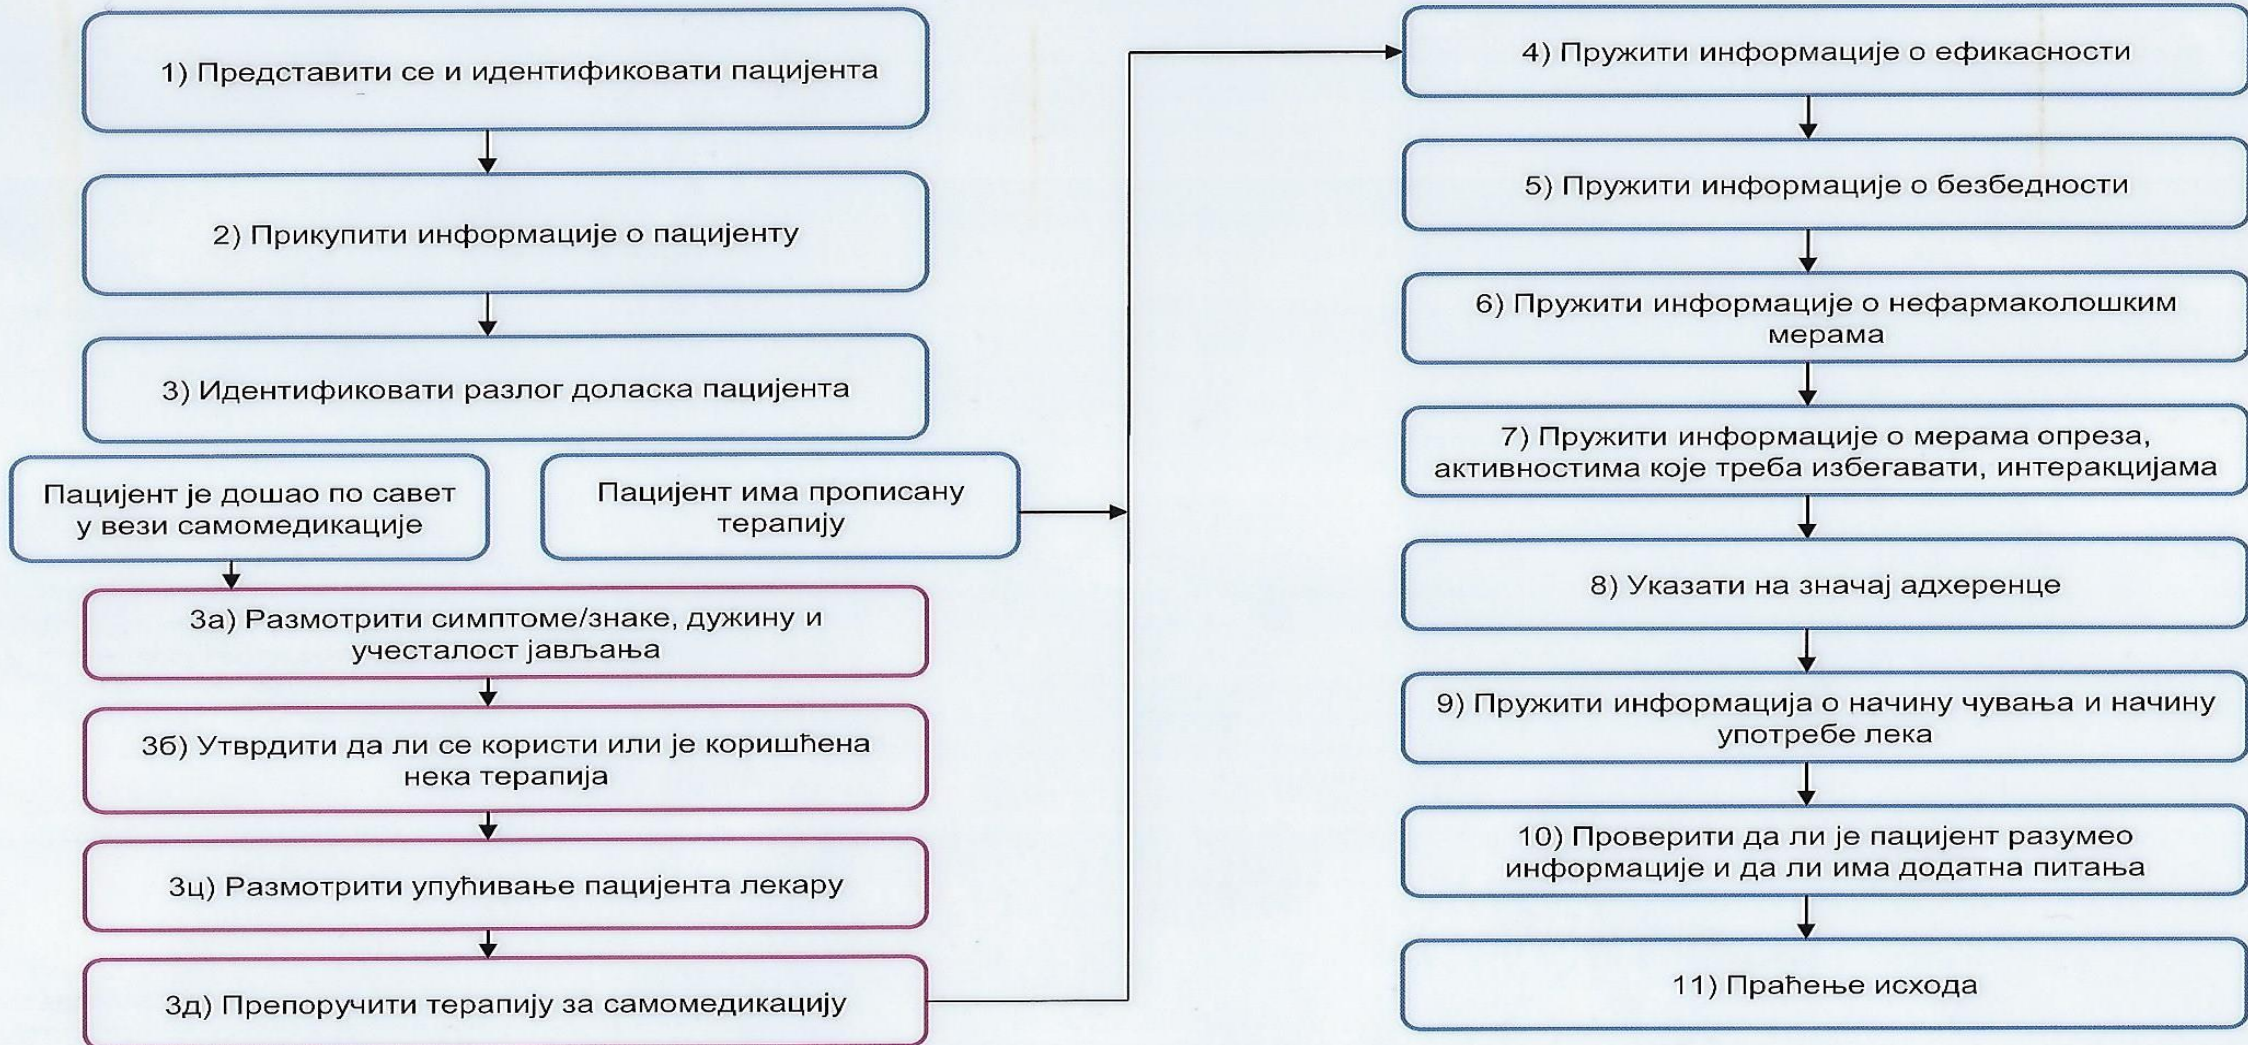 1) Представити се и идентификовати пацијента
2) Прикупити информације о пацијенту
3) Идентификовати разлог доласка пацијента
Пацијент је дошао по савет
у вези самомедикације
Пацијент има прописану
терапију
3а) Размотрити симптоме/знаке, дужину и
учесталост јављања
3б) Утврдити да ли се користи или је коришћена
нека терапија
3ц) Размотрити упућивање пацијента лекару
3д) Препоручити терапију за самомедикацију
4) Пружити информације о ефикасности
5) Пружити информације о безбедности
6) Пружити информације о нефармаколошким
мерама
7) Пружити информације о мерама опреза,
активностима које треба избегавати, интеракцијама
8) Указати на значај адхеренце
9) Пружити информација о начину чувања и начину
употребе лека
10) Проверити да ли је пацијент разумео
информације и да ли има додатна питања
11) Праћење исхода